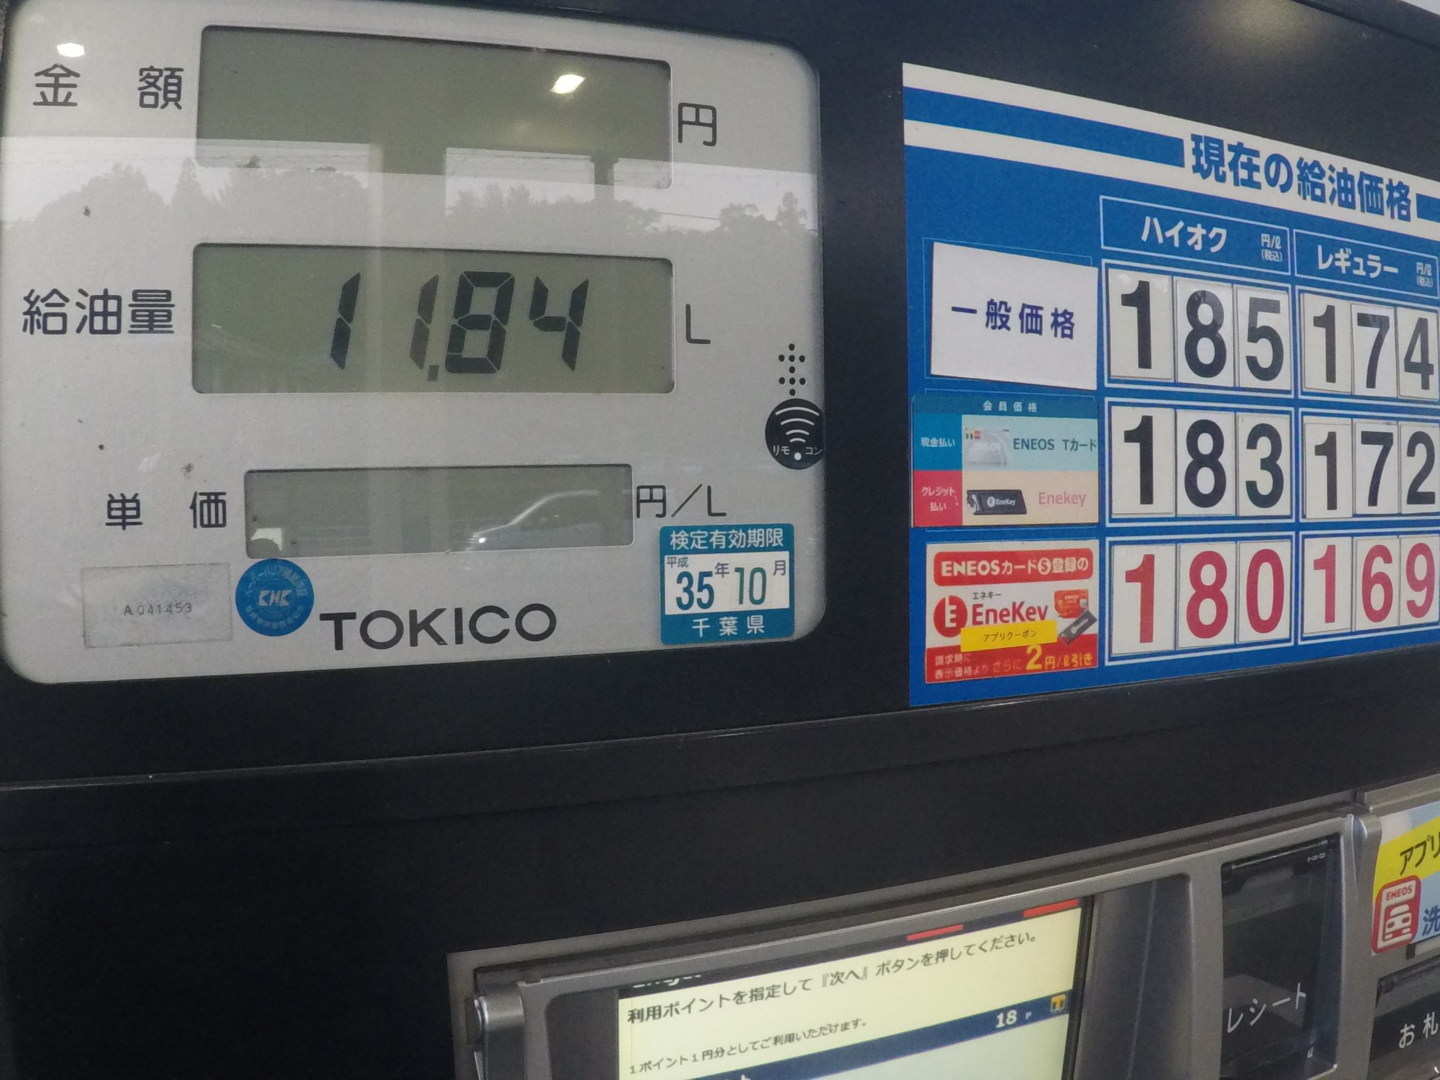 金額
円
給油量
11.84
L
リモコン
単価
円/L
A041453
KHK
TOKICO
検定有効期限
平成
35年10月
千葉県
現在の給油価格
ハイオク 円/ℓ (税込)
レギュラー 円/ℓ (税込)
一般価格
185
174
会員価格
現金払い
ENEOS Tカード
クレジット払い
EneKey
Enekey
183
172
ENEOSカードS登録の
エネキー
EneKey
アプリクーポン
請求時に
表示価格より さらに 2円/ℓ引き
180
169
利用ポイントを指定して『次へ』ボタンを押してください。
18 P
1ポイント1円分としてご利用いただけます。
レシート
アプリ
ENEOS
洗
お札